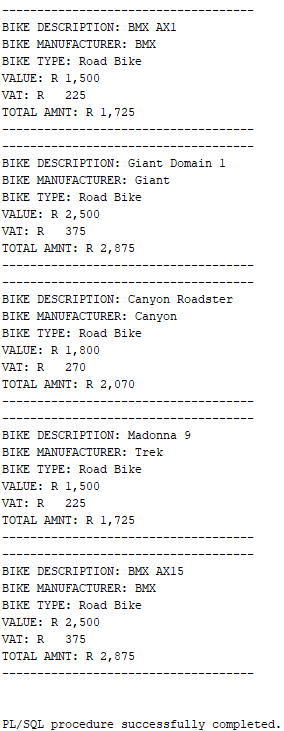 ------------------------------------
BIKE DESCRIPTION: BMX AX1
BIKE MANUFACTURER: BMX
BIKE TYPE: Road Bike
VALUE: R 1,500
VAT: R   225
TOTAL AMNT: R 1,725
------------------------------------
------------------------------------
BIKE DESCRIPTION: Giant Domain 1
BIKE MANUFACTURER: Giant
BIKE TYPE: Road Bike
VALUE: R 2,500
VAT: R   375
TOTAL AMNT: R 2,875
------------------------------------
------------------------------------
BIKE DESCRIPTION: Canyon Roadster
BIKE MANUFACTURER: Canyon
BIKE TYPE: Road Bike
VALUE: R 1,800
VAT: R   270
TOTAL AMNT: R 2,070
------------------------------------
------------------------------------
BIKE DESCRIPTION: Madonna 9
BIKE MANUFACTURER: Trek
BIKE TYPE: Road Bike
VALUE: R 1,500
VAT: R   225
TOTAL AMNT: R 1,725
------------------------------------
------------------------------------
BIKE DESCRIPTION: BMX AX15
BIKE MANUFACTURER: BMX
BIKE TYPE: Road Bike
VALUE: R 2,500
VAT: R   375
TOTAL AMNT: R 2,875
------------------------------------
PL/SQL procedure successfully completed.